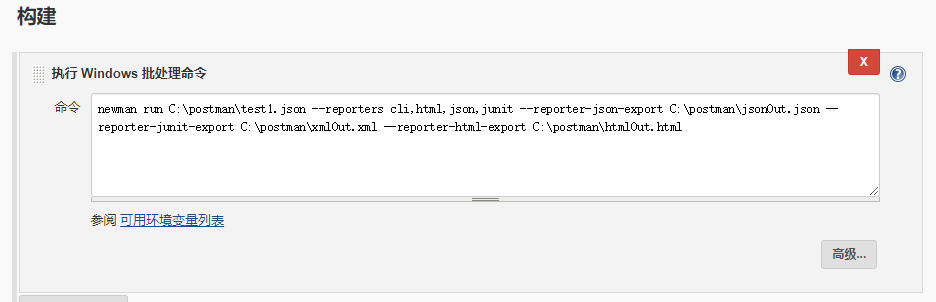 构建
执行 Windows 批处理命令
X
命令
newman run C:\postman\test1.json --reporters cli,html,json,junit --reporter-json-export C:\postman\jsonOut.json —
reporter-junit-export C:\postman\xmlOut.xml —reporter-html-export C:\postman\htmlOut.html
参阅 可用环境变量列表
高级...